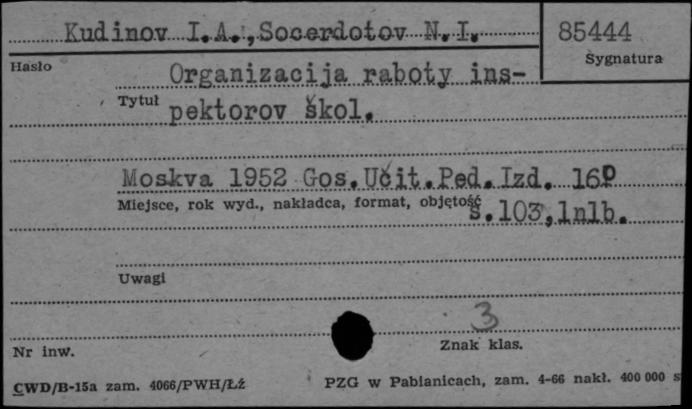 Kudinov I.A., Socerdotov N.I.
85444
Sygnatura
Hasło
Organizacija raboty ins-
Tytuł
pektorov škol.
Moskva 1952 Gos.Učit.Ped.Izd. 16º
Miejsce, rok wyd., nakładca, format, objętość
s.103,1nlb.
Uwagi
3
Nr inw.
Znak klas.
CWD/B-15a zam. 4066/PWH/Łź
PZG w Pabianicach, zam. 4-66 nakł. 400 000 s